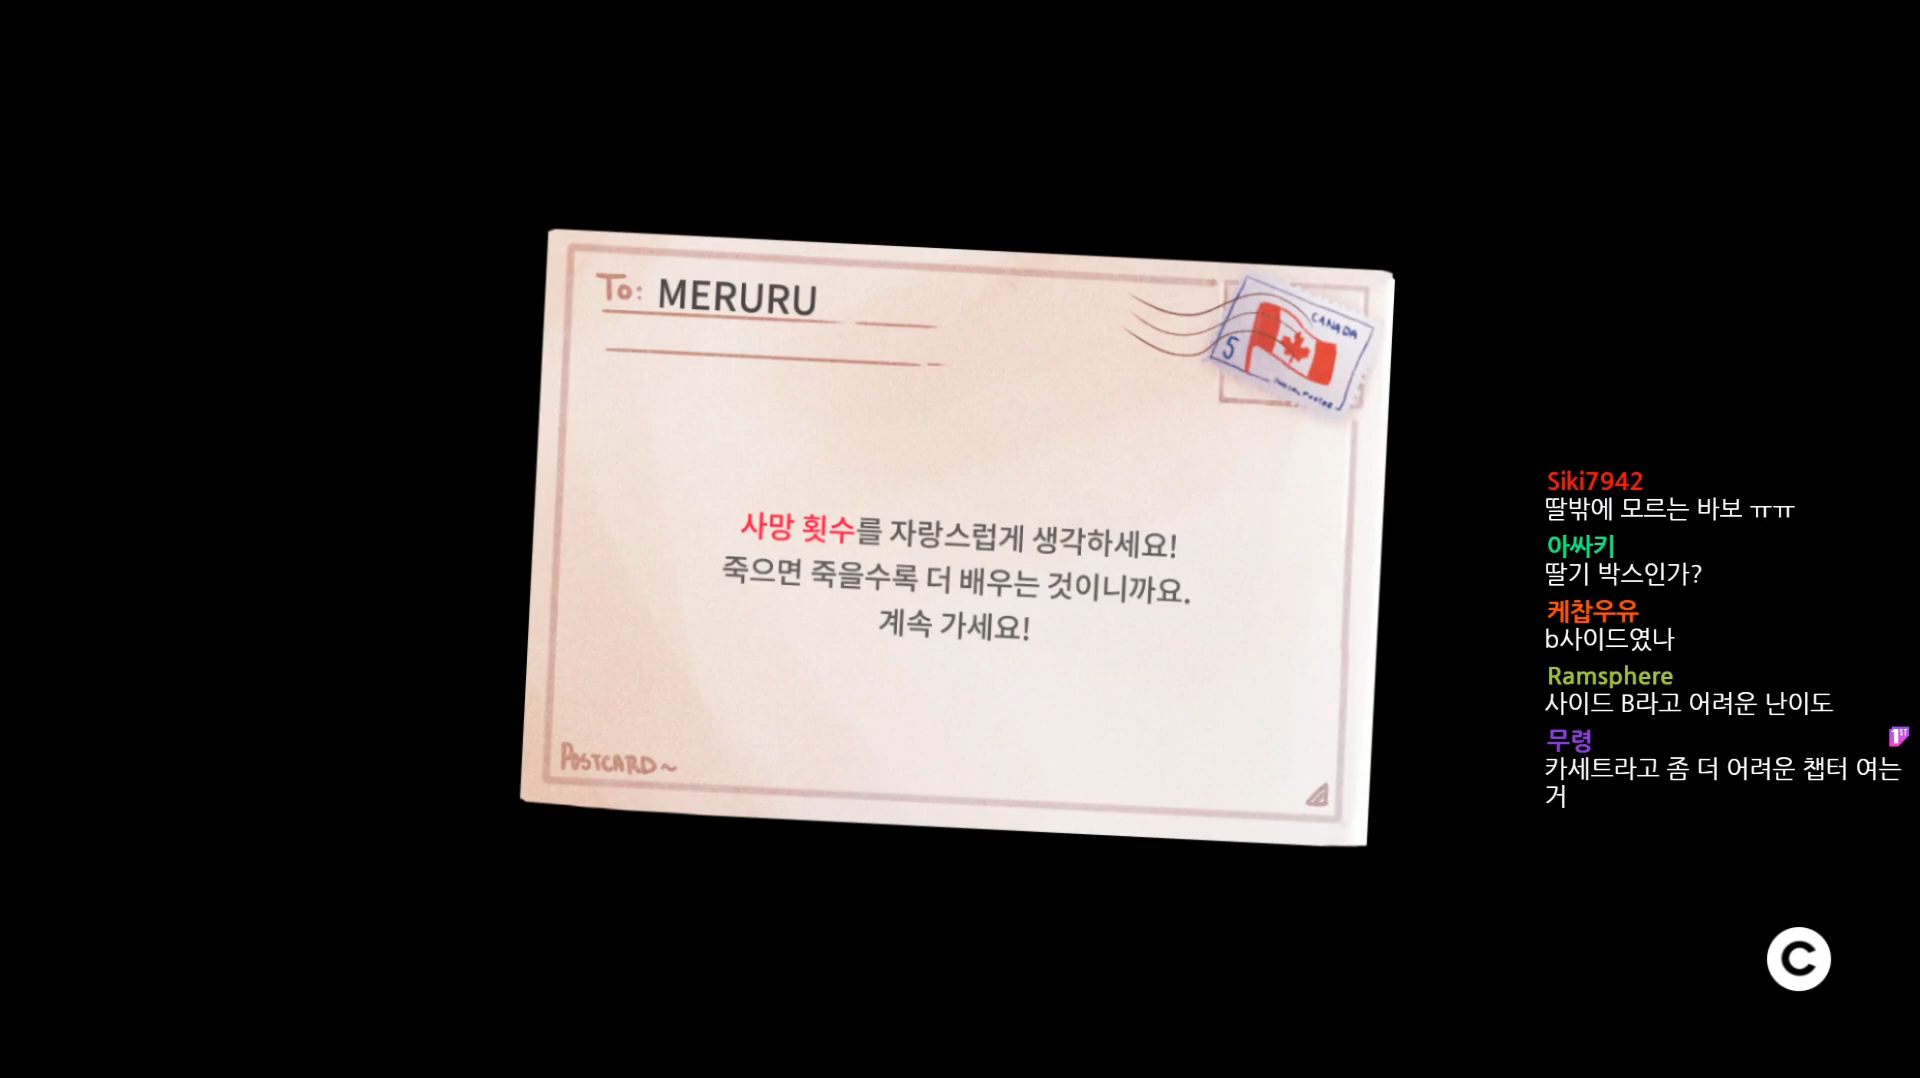 To: MERURU
CANADA
5
사망 횟수를 자랑스럽게 생각하세요!
죽으면 죽을수록 더 배우는 것이니까요.
계속 가세요!
POSTCARD~
Siki7942
딸밖에 모르는 바보 ㅠㅠ
아싸키
딸기 박스인가?
케찹우유
b사이드였나
Ramsphere
사이드 B라고 어려운 난이도
무령
1ST
카세트라고 좀 더 어려운 챕터 여는
거
C